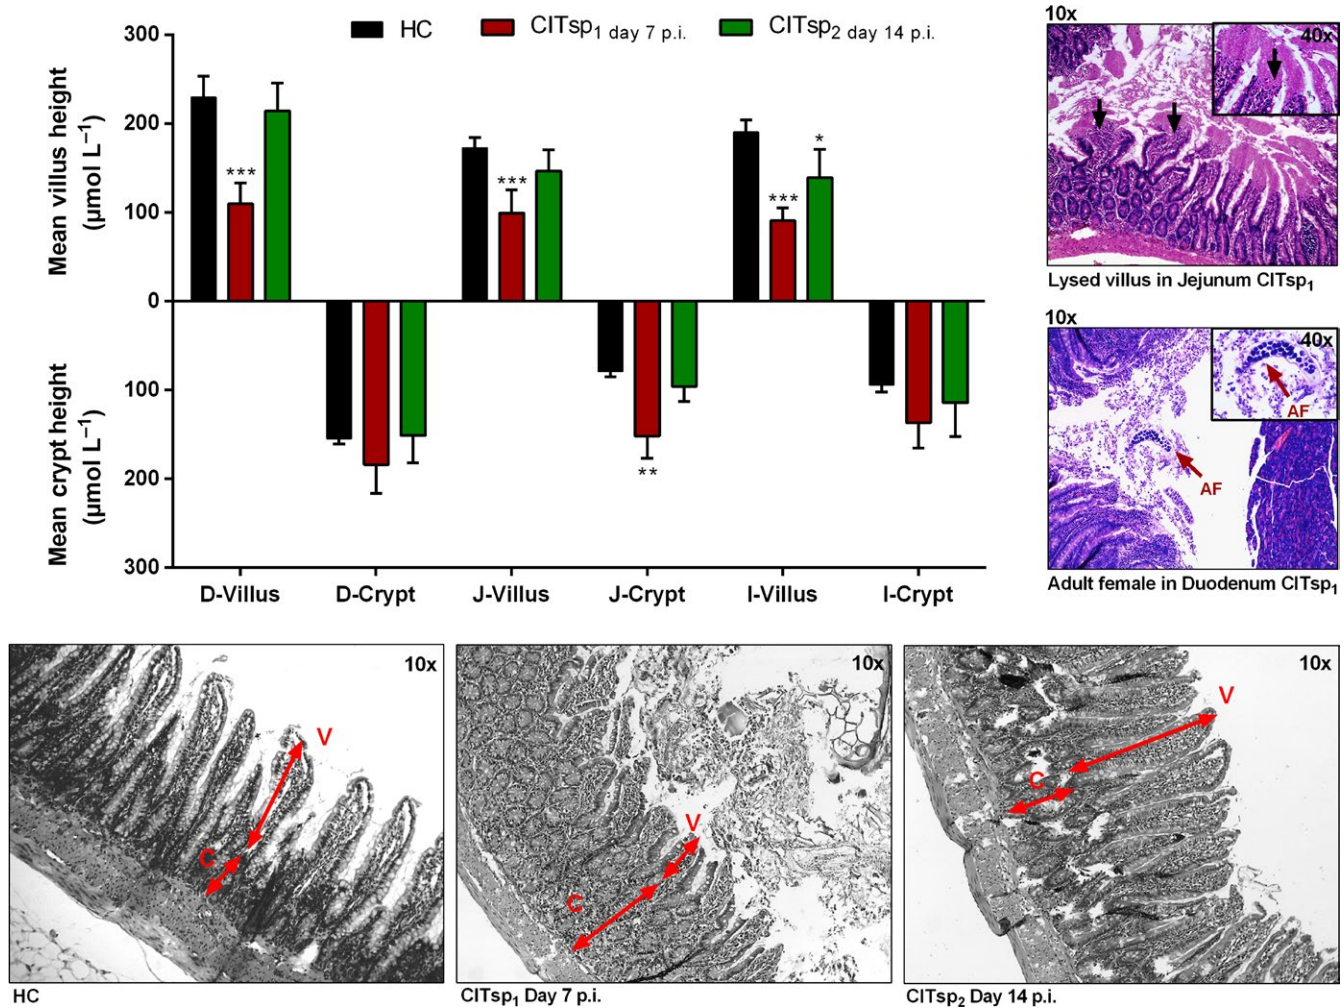 HC
CITsp1 day 7 p.i.
CITsp2 day 14 p.i.
Mean villus height
(µmol L–1)
Mean crypt height
(µmol L–1)
300
200
100
0
100
200
300
***
***
**
***
*
D-Villus
D-Crypt
J-Villus
J-Crypt
I-Villus
I-Crypt
10x
40x
Lysed villus in Jejunum CITsp1
10x
40x
AF
AF
Adult female in Duodenum CITsp1
10x
V
C
HC
10x
V
C
CITsp1 Day 7 p.i.
10x
V
C
CITsp2 Day 14 p.i.